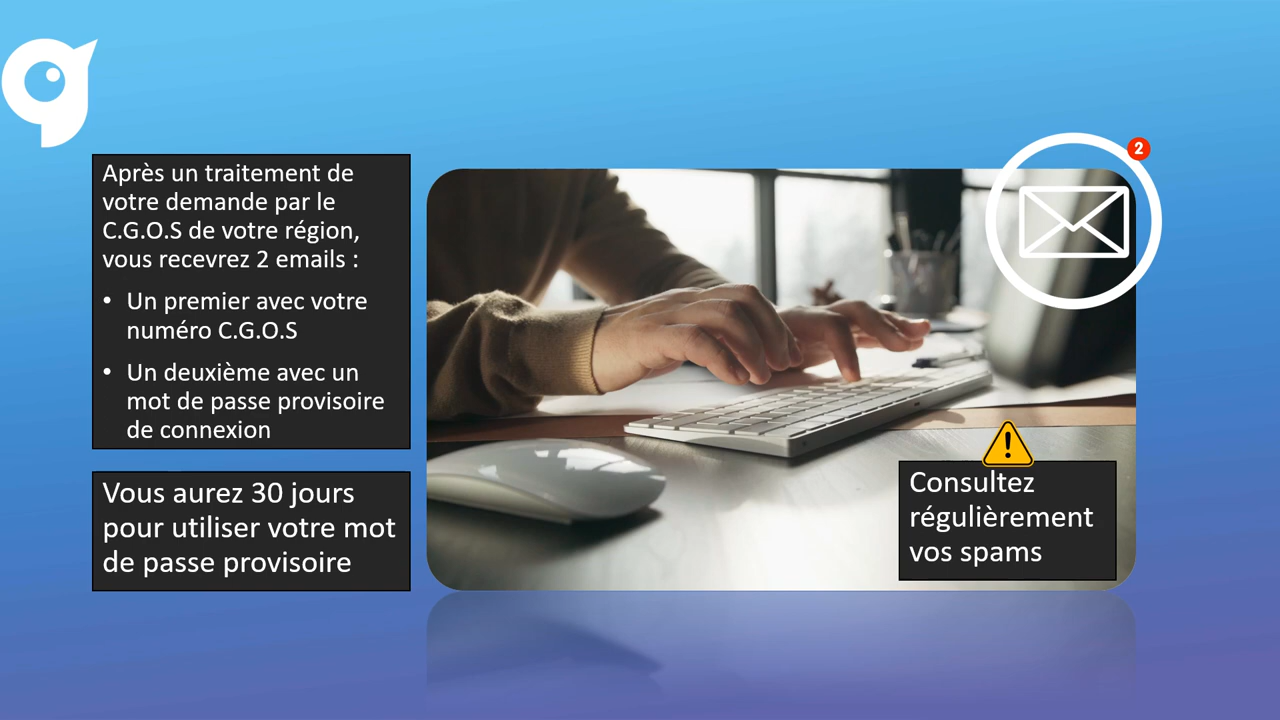 Après un traitement de
votre demande par le
C.G.O.S de votre région,
vous recevrez 2 emails :
• Un premier avec votre
numéro C.G.O.S
• Un deuxième avec un
mot de passe provisoire
de connexion
Vous aurez 30 jours
pour utiliser votre mot
de passe provisoire
2
Consultez
régulièrement
vos spams